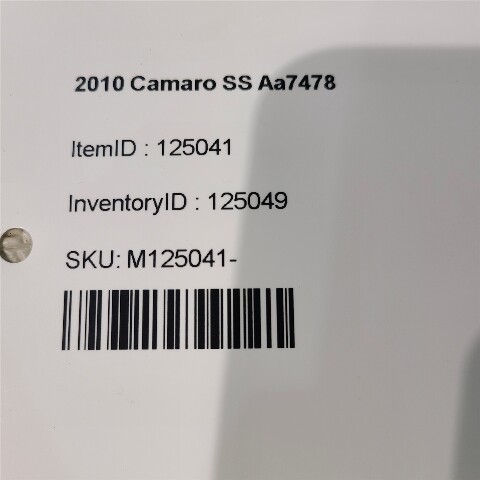 2010 Camaro SS Aa7478
ItemID : 125041
InventoryID : 125049
SKU: M125041-